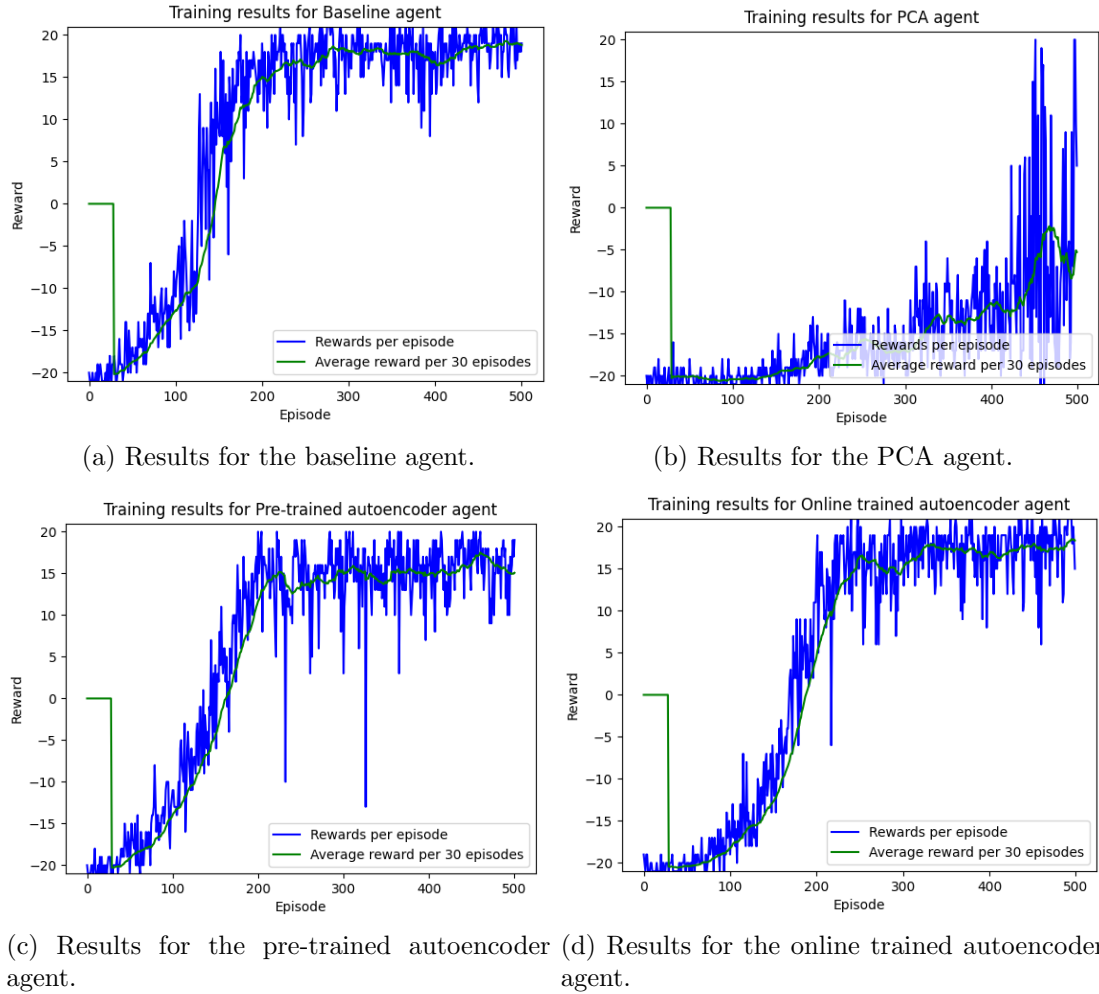 Training results for Baseline agent
20
15
10
5
0
−5
−10
−15
−20
Reward
0
100
200
300
400
500
Episode
Rewards per episode
Average reward per 30 episodes
(a) Results for the baseline agent.
Training results for PCA agent
20
15
10
5
0
−5
−10
−15
−20
Reward
0
100
200
300
400
500
Episode
Rewards per episode
Average reward per 30 episodes
(b) Results for the PCA agent.
Training results for Pre-trained autoencoder agent
20
15
10
5
0
−5
−10
−15
−20
Reward
0
100
200
300
400
500
Episode
Rewards per episode
Average reward per 30 episodes
(c) Results for the pre-trained autoencoder
agent.
Training results for Online trained autoencoder agent
20
15
10
5
0
−5
−10
−15
−20
Reward
0
100
200
300
400
500
Episode
Rewards per episode
Average reward per 30 episodes
(d) Results for the online trained autoencoder
agent.